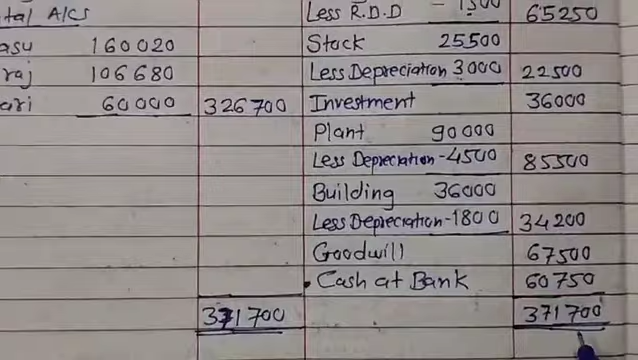 tal A/Cs
asu 160020
raj 106680
ari 60000 326700
371700
Less R.D.D - 1500 65250
Stock 25500
Less Depreciation 3000 22500
Investment 36000
Plant 90000
Less Depreciation - 4500 85500
Building 36000
Less Depreciation - 1800 34200
Goodwill 67500
Cash at Bank 60750
371700